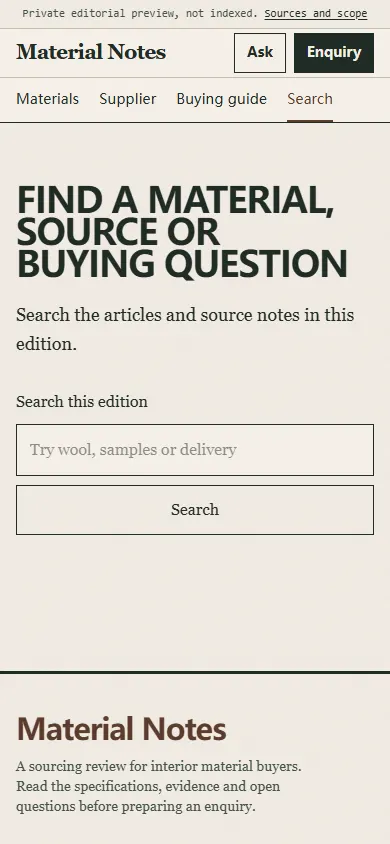 Private editorial preview, not indexed. Sources and scope
Material Notes
Ask
Enquiry
Materials
Supplier
Buying guide
Search
FIND A MATERIAL,
SOURCE OR
BUYING QUESTION
Search the articles and source notes in this
edition.
Search this edition
Try wool, samples or delivery
Search
Material Notes
A sourcing review for interior material buyers.
Read the specifications, evidence and open
questions before preparing an enquiry.